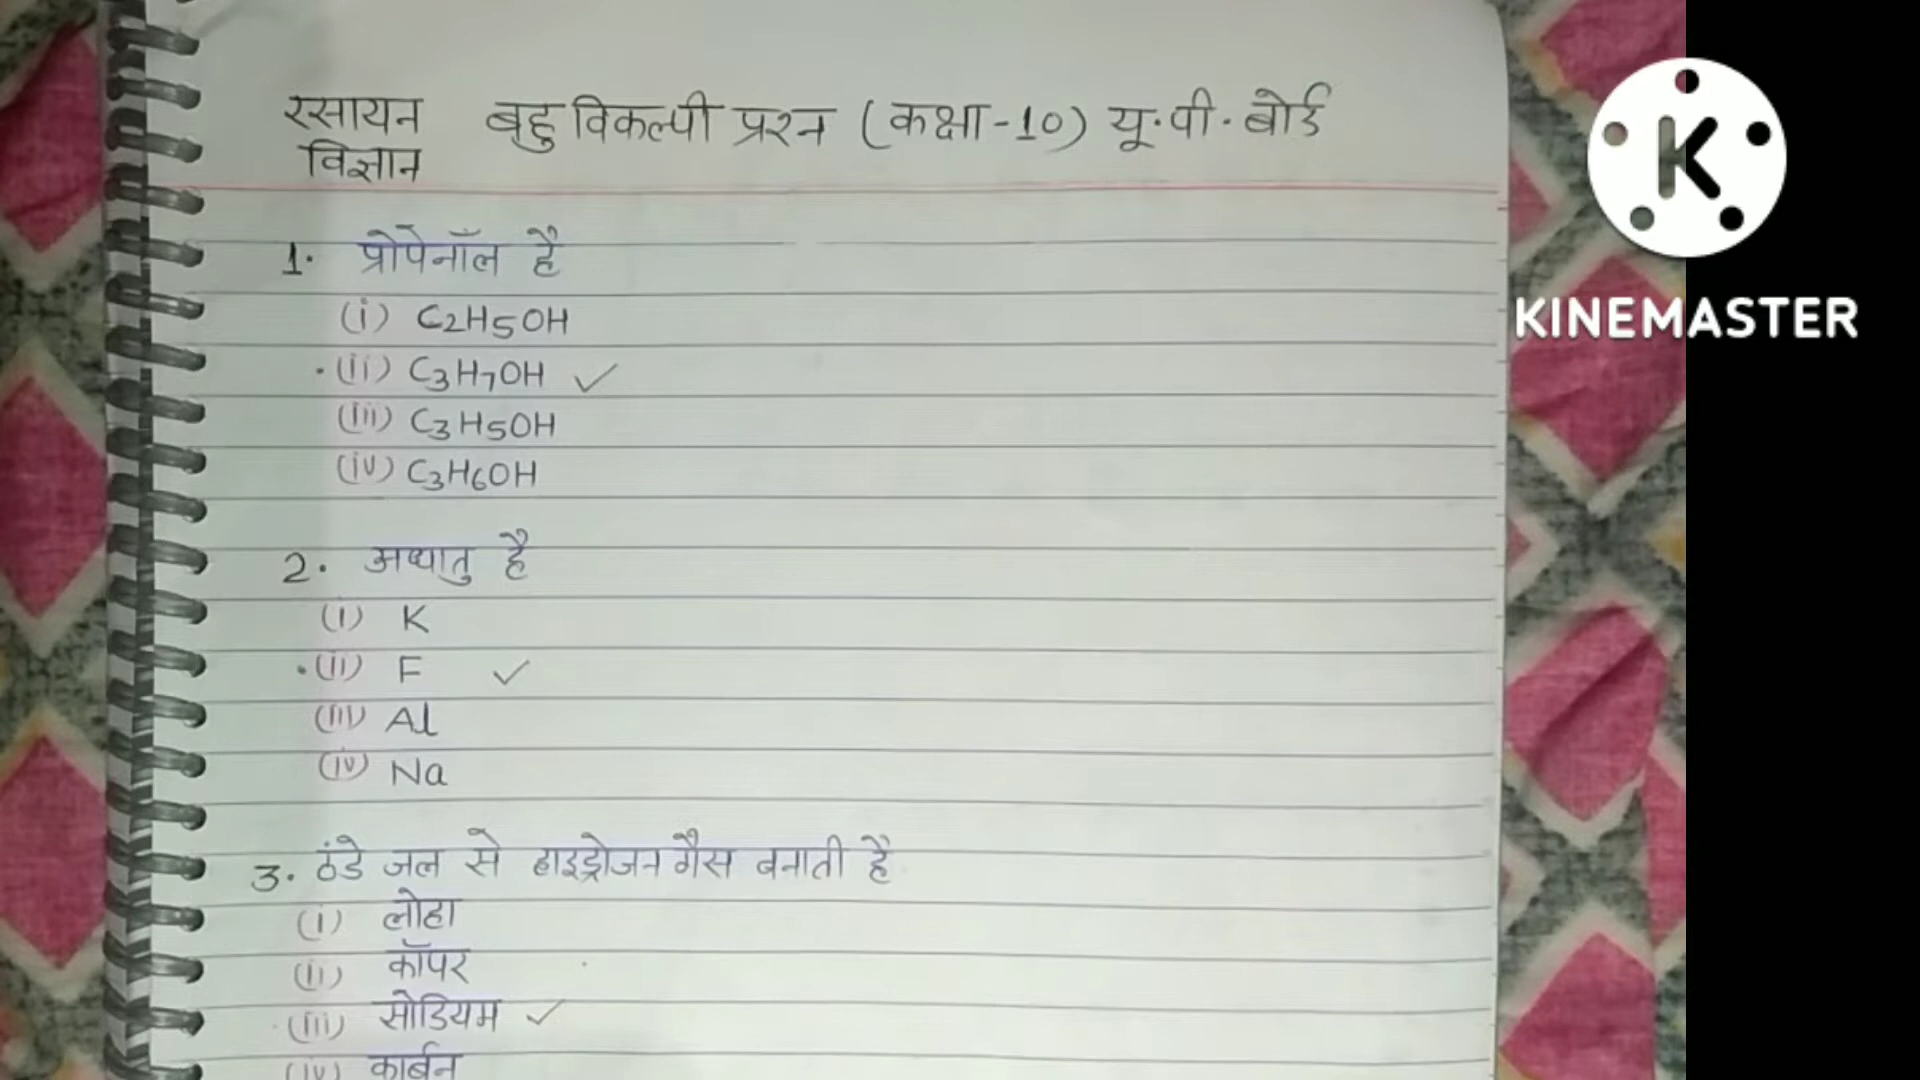 रसायन विज्ञान बहुविकल्पी प्रश्न (कक्षा-10) यू.पी. बोर्ड
1. प्रोपेनॉल है
(i) C2H5OH
(ii) C3H7OH ✓
(iii) C3H5OH
(iv) C3H6OH
2. अधातु है
(i) K
(ii) F ✓
(iii) Al
(iv) Na
3. ठंडे जल से हाइड्रोजन गैस बनाती है
(i) लोहा
(ii) कॉपर
(iii) सोडियम ✓
(iv) कार्बन
KINEMASTER